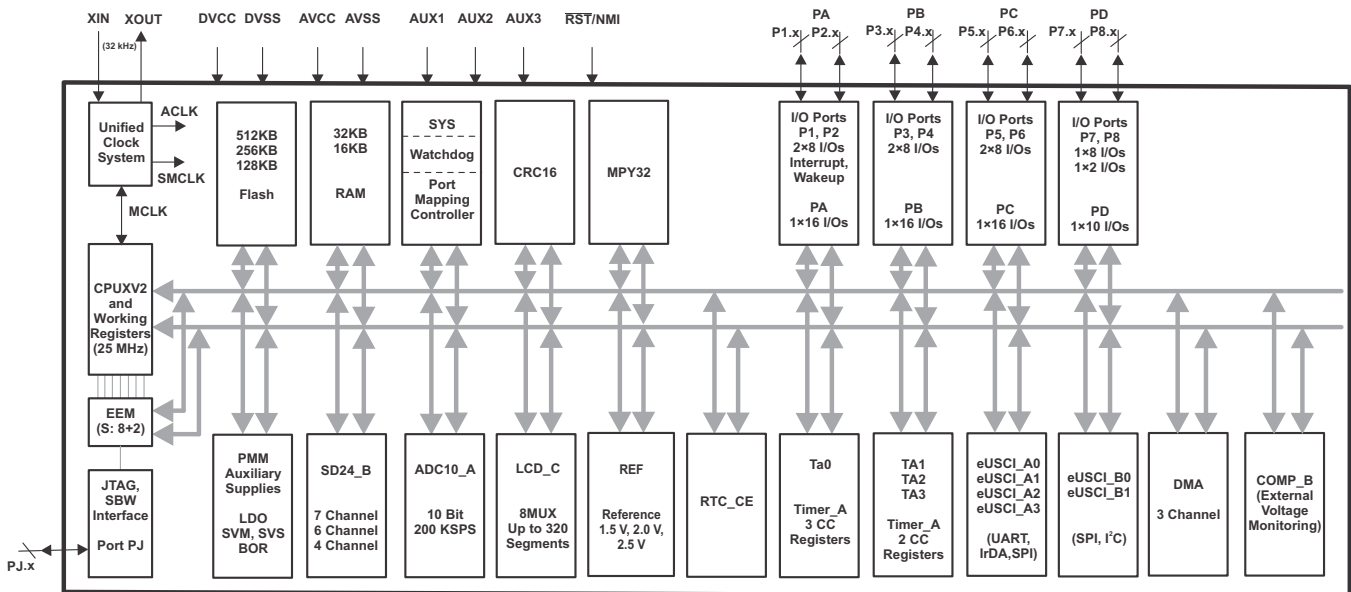 XIN
XOUT
(32 kHz)
DVCC
DVSS
AVCC
AVSS
AUX1
AUX2
AUX3
RST/NMI
PA
P1.x
P2.x
PB
P3.x
P4.x
PC
P5.x
P6.x
PD
P7.x
P8.x
Unified
Clock
System
ACLK
SMCLK
MCLK
512KB
256KB
128KB
Flash
32KB
16KB
RAM
SYS
Watchdog
Port
Mapping
Controller
CRC16
MPY32
I/O Ports
P1, P2
2×8 I/Os
Interrupt,
Wakeup
PA
1×16 I/Os
I/O Ports
P3, P4
2×8 I/Os
PB
1×16 I/Os
I/O Ports
P5, P6
2×8 I/Os
PC
1×16 I/Os
I/O Ports
P7, P8
1×8 I/Os
1×2 I/Os
PD
1×10 I/Os
CPUXV2
and
Working
Registers
(25 MHz)
EEM
(S: 8+2)
JTAG,
SBW
Interface
Port PJ
PJ.x
PMM
Auxiliary
Supplies
LDO
SVM, SVS
BOR
SD24_B
7 Channel
6 Channel
4 Channel
ADC10_A
10 Bit
200 KSPS
LCD_C
8MUX
Up to 320
Segments
REF
Reference
1.5 V, 2.0 V,
2.5 V
RTC_CE
Ta0
Timer_A
3 CC
Registers
TA1
TA2
TA3
Timer_A
2 CC
Registers
eUSCI_A0
eUSCI_A1
eUSCI_A2
eUSCI_A3
(UART,
IrDA,SPI)
eUSCI_B0
eUSCI_B1
(SPI, I²C)
DMA
3 Channel
COMP_B
(External
Voltage
Monitoring)